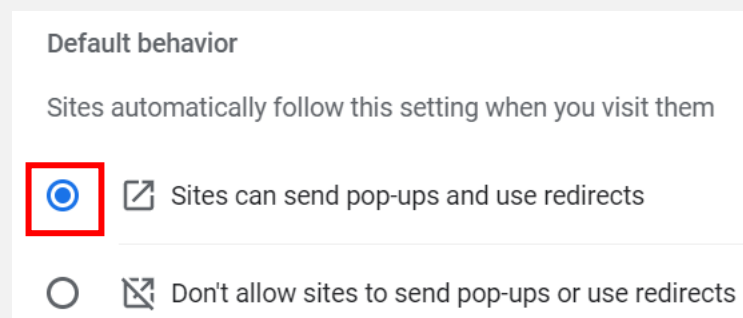 Default behavior
Sites automatically follow this setting when you visit them
Sites can send pop-ups and use redirects
Don't allow sites to send pop-ups or use redirects